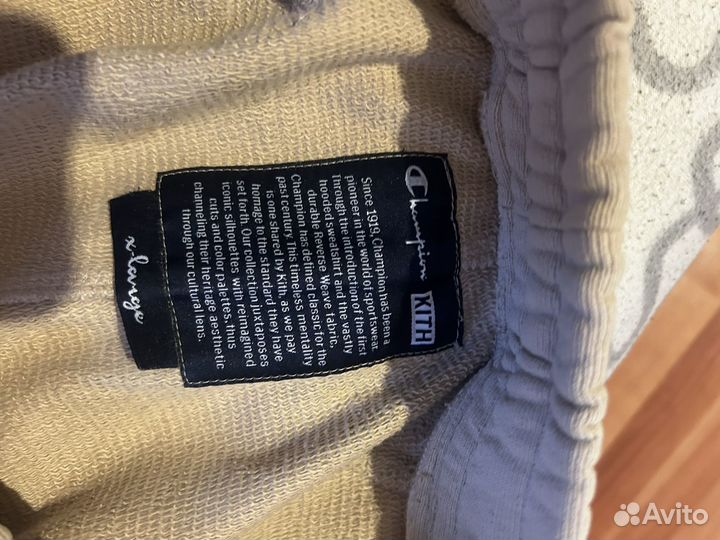 Champion KITH
Since 1919, Champion has been a
pioneer in the world of sportswear.
Through the introduction of the first
hooded sweatshirt and the vastly
durable Reverse Weave fabric,
Champion has defined classic for the
past century. This timeless mentality
is one shared by Kith, as we pay
homage to the standard they have
set forth. Our collection juxtaposes
iconic silhouettes with reimagined
cuts and color palettes, thus
channeling their heritage aesthetic
through our cultural lens.
x-large
Avito